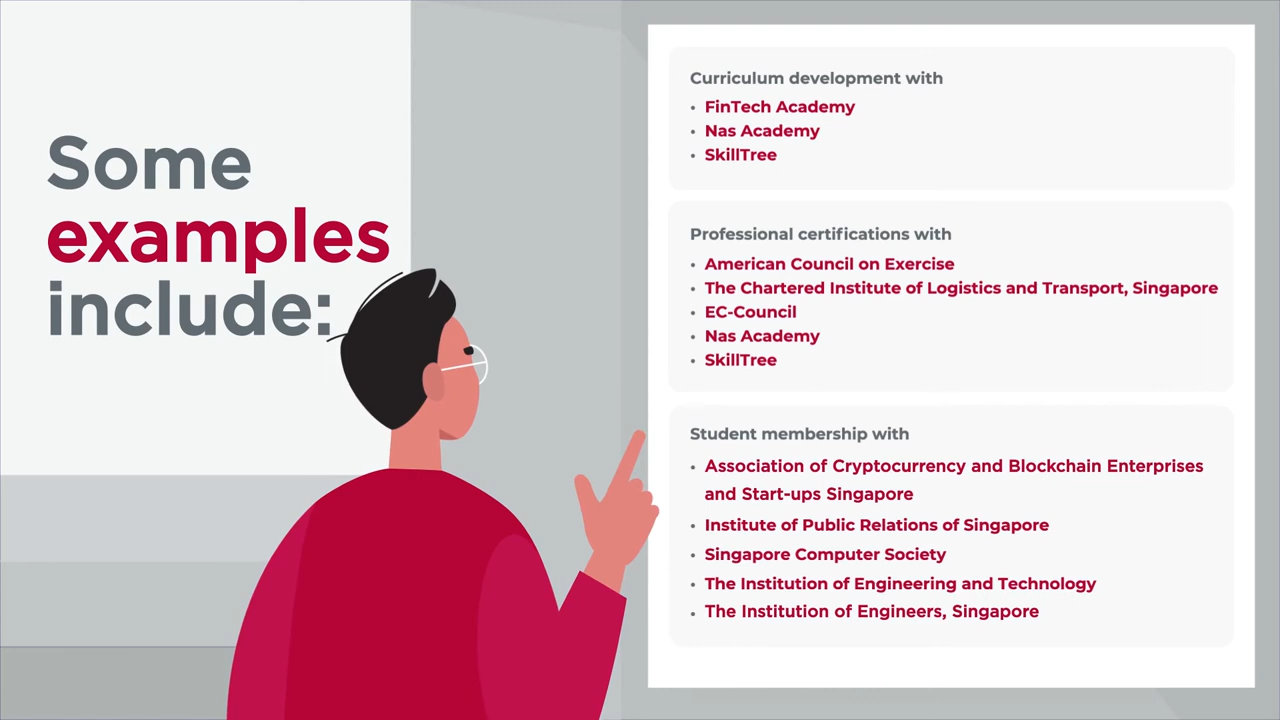 Some
examples
include:
Curriculum development with
• FinTech Academy
• Nas Academy
• SkillTree
Professional certifications with
• American Council on Exercise
• The Chartered Institute of Logistics and Transport, Singapore
• EC-Council
• Nas Academy
• SkillTree
Student membership with
• Association of Cryptocurrency and Blockchain Enterprises
and Start-ups Singapore
• Institute of Public Relations of Singapore
• Singapore Computer Society
• The Institution of Engineering and Technology
• The Institution of Engineers, Singapore